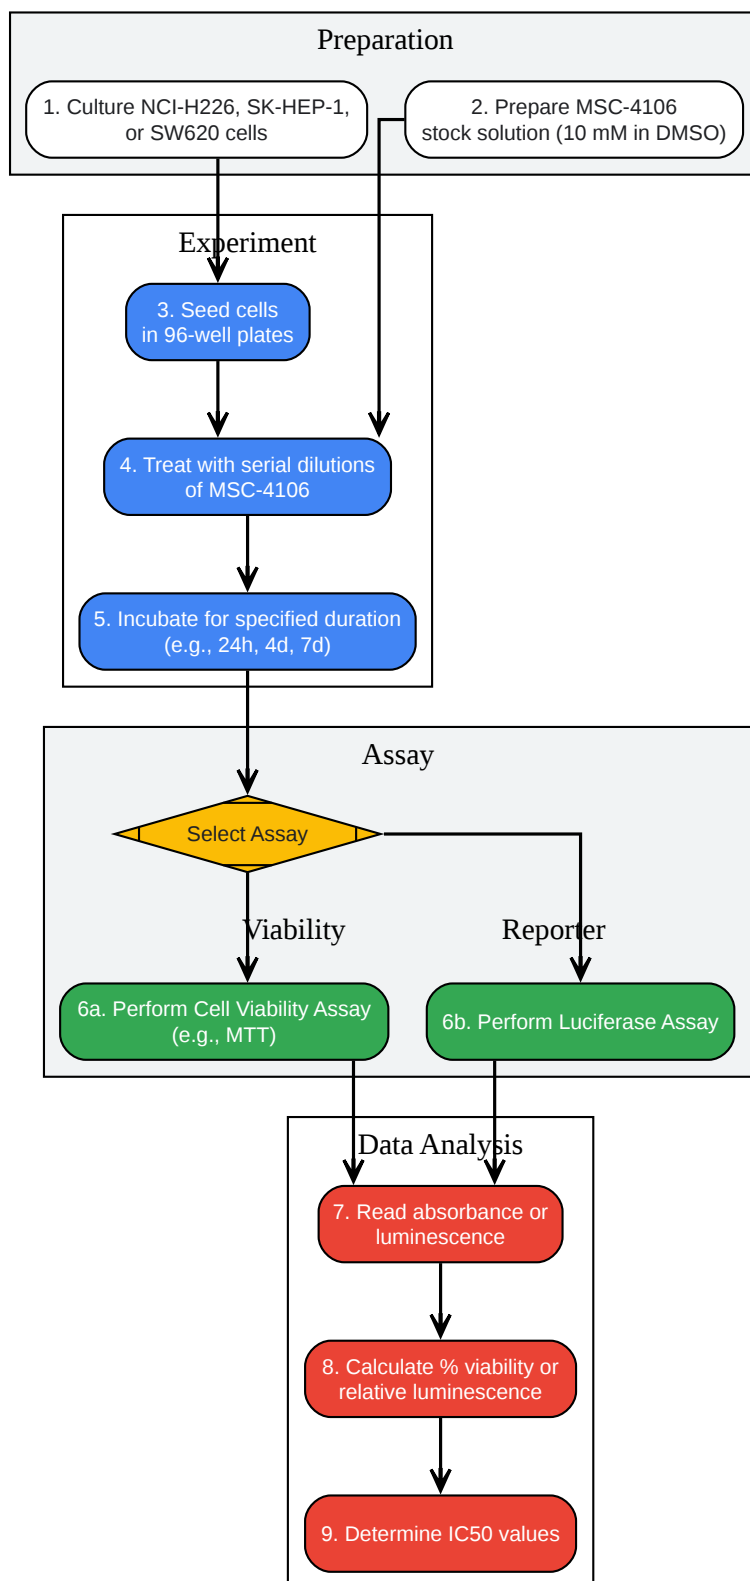 Preparation
1. Culture NCI-H226, SK-HEP-1,
or SW620 cells
2. Prepare MSC-4106
stock solution (10 mM in DMSO)
Experiment
3. Seed cells
in 96-well plates
4. Treat with serial dilutions
of MSC-4106
5. Incubate for specified duration
(e.g., 24h, 4d, 7d)
Assay
Select Assay
Viability
Reporter
6a. Perform Cell Viability Assay
(e.g., MTT)
6b. Perform Luciferase Assay
Data Analysis
7. Read absorbance or
luminescence
8. Calculate % viability or
relative luminescence
9. Determine IC50 values